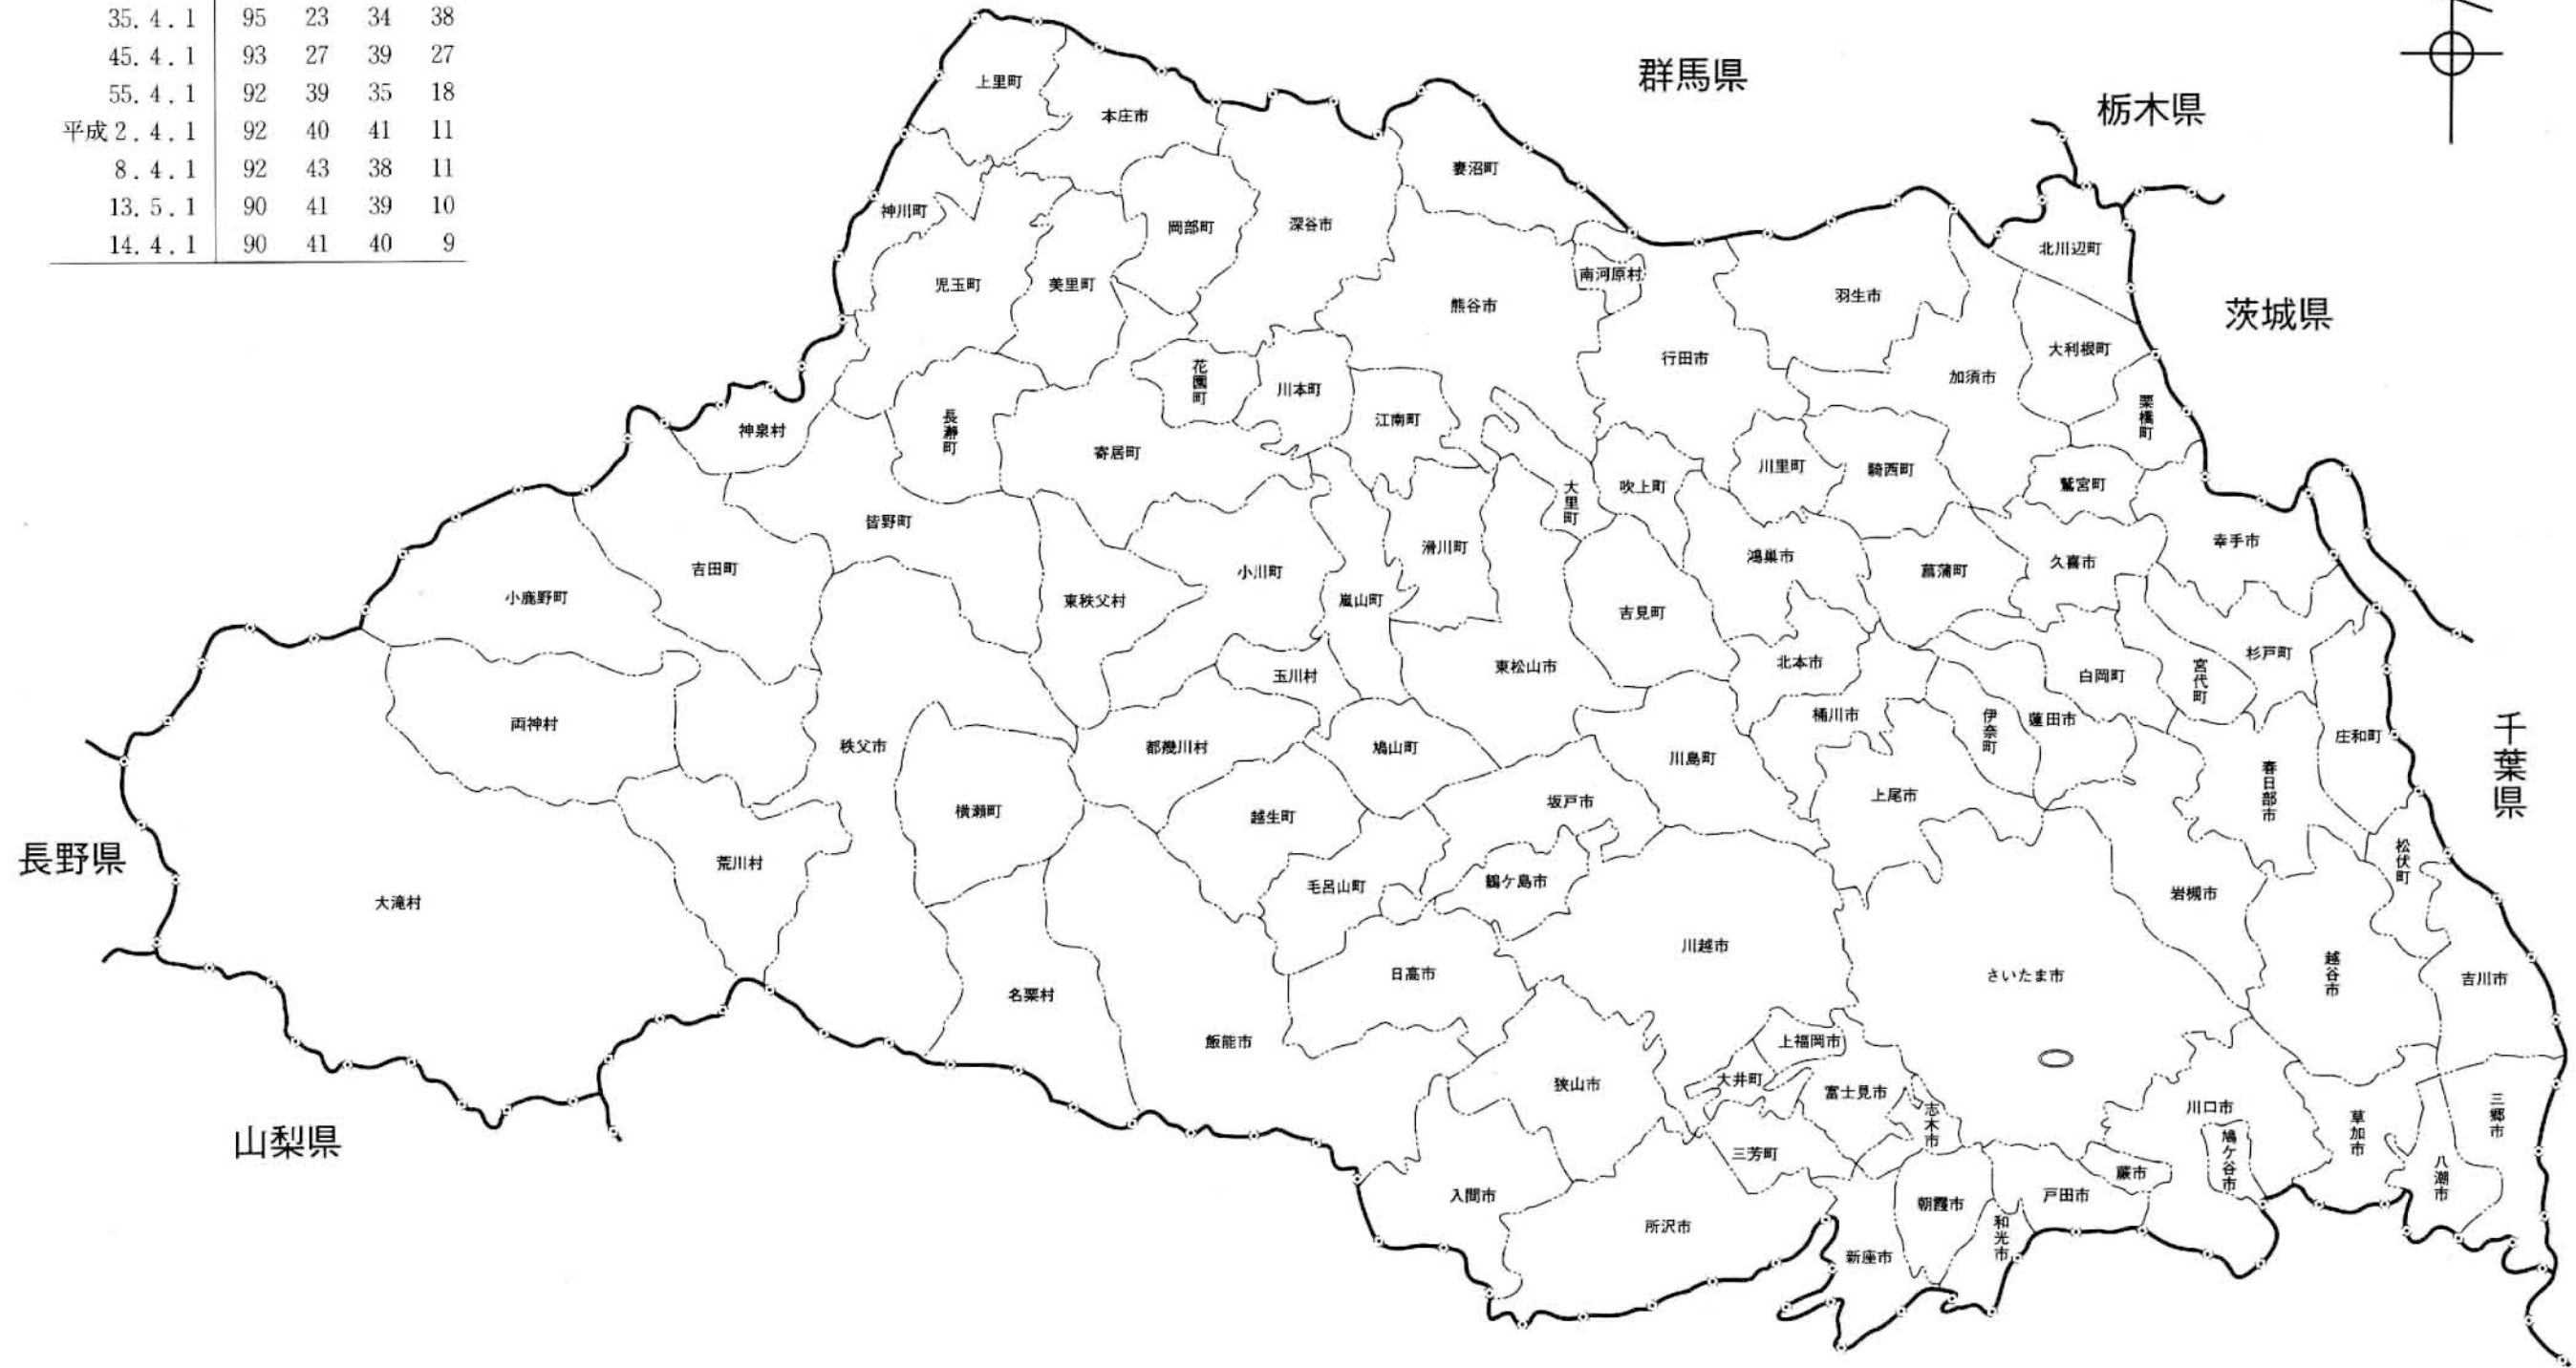 35. 4. 1 95 23 34 38
45. 4. 1 93 27 39 27
55. 4. 1 92 39 35 18
平成 2. 4. 1 92 40 41 11
8. 4. 1 92 43 38 11
13. 5. 1 90 41 39 10
14. 4. 1 90 41 40 9
群馬県
栃木県
茨城県
千葉県
長野県
山梨県
上里町
本庄市
妻沼町
神川町
岡部町
深谷市
児玉町
美里町
熊谷市
南河原村
羽生市
北川辺町
行田市
加須市
大利根町
栗橋町
花園町
川本町
江南町
神泉村
長瀞町
寄居町
大里町
吹上町
川里町
騎西町
鷲宮町
皆野町
滑川町
鴻巣市
菖蒲町
久喜市
幸手市
小鹿野町
吉田町
東秩父村
小川町
嵐山町
吉見町
両神村
秩父市
玉川村
東松山市
北本市
白岡町
宮代町
杉戸町
都幾川村
鳩山町
川島町
桶川市
伊奈町
蓮田市
庄和町
横瀬町
越生町
坂戸市
上尾市
春日部市
大滝村
荒川村
毛呂山町
鶴ケ島市
岩槻市
松伏町
名栗村
日高市
川越市
さいたま市
越谷市
吉川市
飯能市
狭山市
上福岡市
大井町
富士見市
志木市
川口市
鳩ケ谷市
草加市
三郷市
入間市
所沢市
三芳町
朝霞市
戸田市
蕨市
八潮市
新座市
和光市